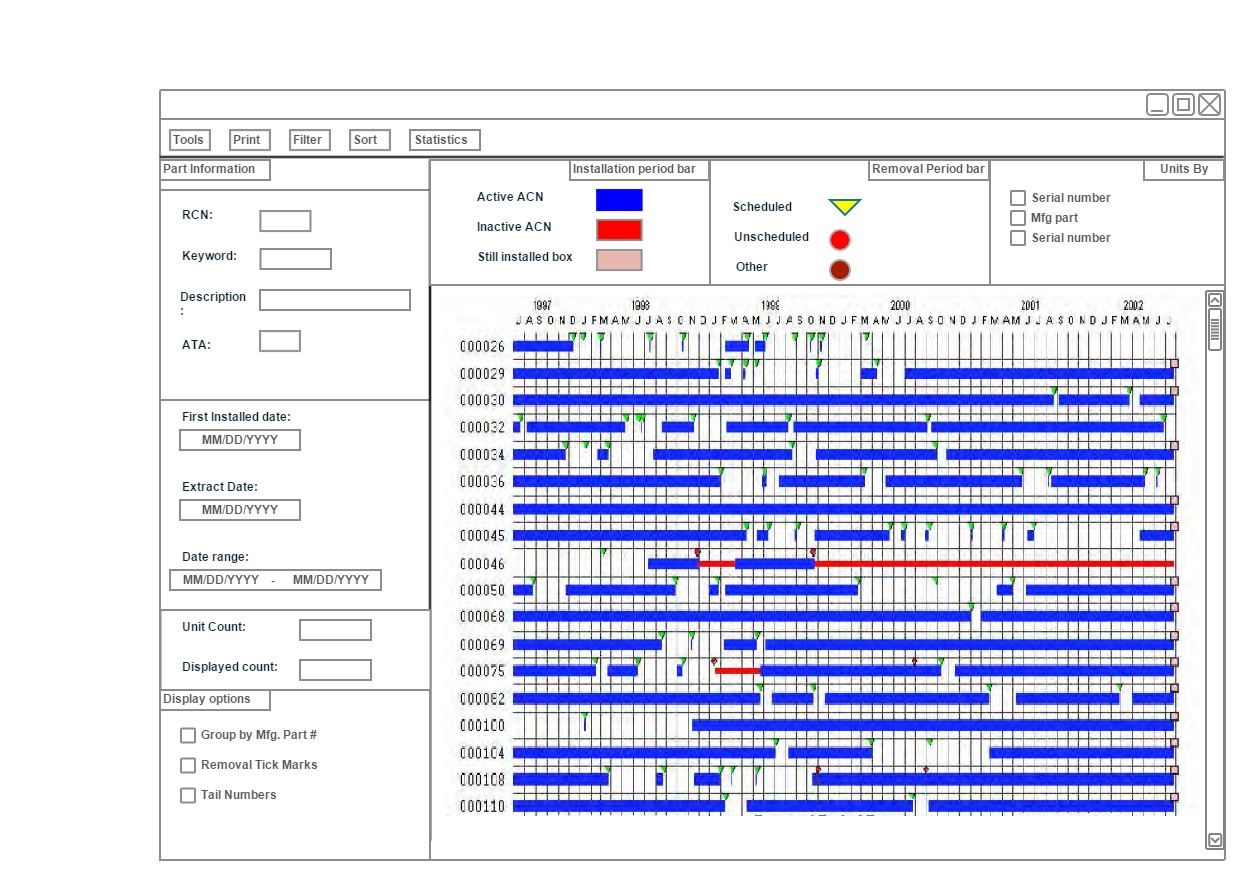 Tools Print Filter Sort Statistics
Part Information
Installation period bar
Removal Period bar
Units By
RCN:
Keyword:
Description
:
ATA:
Active ACN
Inactive ACN
Still installed box
Scheduled
Unscheduled
Other
Serial number
Mfg part
Serial number
First Installed date:
MM/DD/YYYY
Extract Date:
MM/DD/YYYY
Date range:
MM/DD/YYYY - MM/DD/YYYY
Unit Count:
Displayed count:
Display options
Group by Mfg. Part #
Removal Tick Marks
Tail Numbers
1997 1998 1999 2000 2001 2002
J A S O N D J F M A M J J A S O N D J F M A M J J A S O N D J F M A M J J A S O N D J F M A M J J A S O N D J F M A M J J
000026
000029
000030
000032
000034
000036
000044
000045
000046
000050
000068
000069
000075
000082
000100
000104
000108
000110